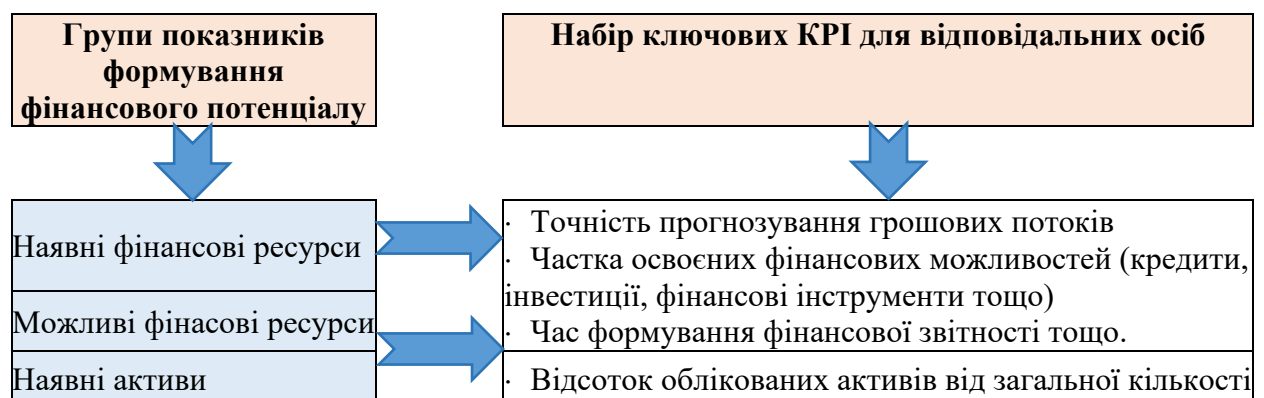 Групи показників
формування
фінансового потенціалу
Набір ключових КРІ для відповідальних осіб
Наявні фінансові ресурси
Можливі фінасові ресурси
Наявні активи
· Точність прогнозування грошових потоків
· Частка освоєних фінансових можливостей (кредити,
інвестиції, фінансові інструменти тощо)
· Час формування фінансової звітності тощо.
· Відсоток облікованих активів від загальної кількості